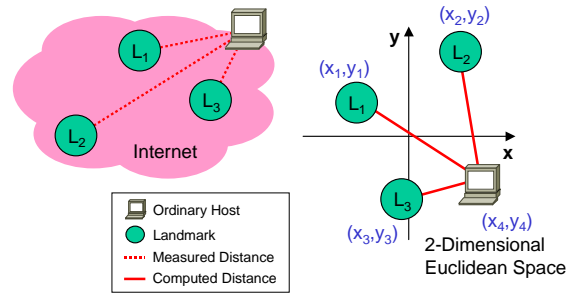 L1
L3
L2
Internet
y
(x2,y2)
L2
(x1,y1)
L1
x
L3
(x4,y4)
(x3,y3)
2-Dimensional
Euclidean Space
Ordinary Host
Landmark
Measured Distance
Computed Distance